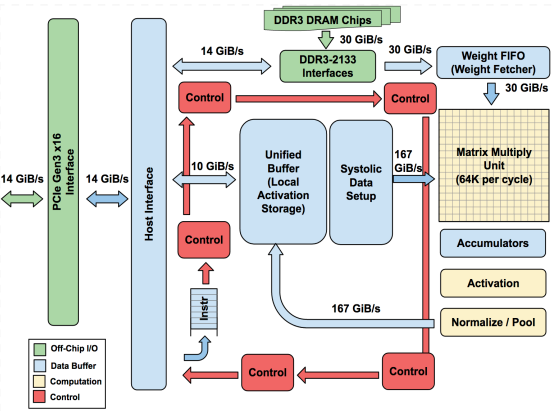 DDR3 DRAM Chips
30 GiB/s
14 GiB/s
DDR3-2133
Interfaces
30 GiB/s
Weight FIFO
(Weight Fetcher)
30 GiB/s
Control
Control
14 GiB/s
PCIe Gen3 x16
Interface
14 GiB/s
Host Interface
10 GiB/s
Unified
Buffer
(Local
Activation
Storage)
Systolic
Data
Setup
167
GiB/s
Matrix Multiply
Unit
(64K per cycle)
Control
Accumulators
Activation
Instr
167 GiB/s
Normalize / Pool
Off-Chip I/O
Data Buffer
Computation
Control
Control
Control